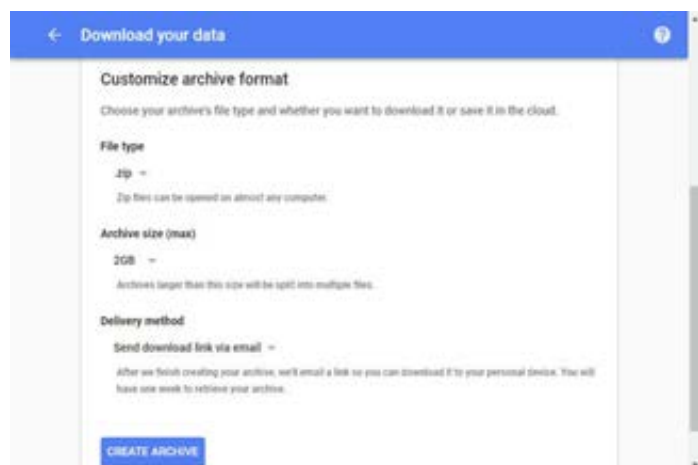 Download your data
Customize archive format
Choose your archive's file type and whether you want to download it or save it in the cloud.
File type
.zip
Zip files can be opened on almost any computer.
Archive size (max)
2GB
Archives larger than this size will be split into multiple files.
Delivery method
Send download link via email
After we finish creating your archive, we'll email a link so you can download it to your personal device. You will
have one week to retrieve your archive.
CREATE ARCHIVE